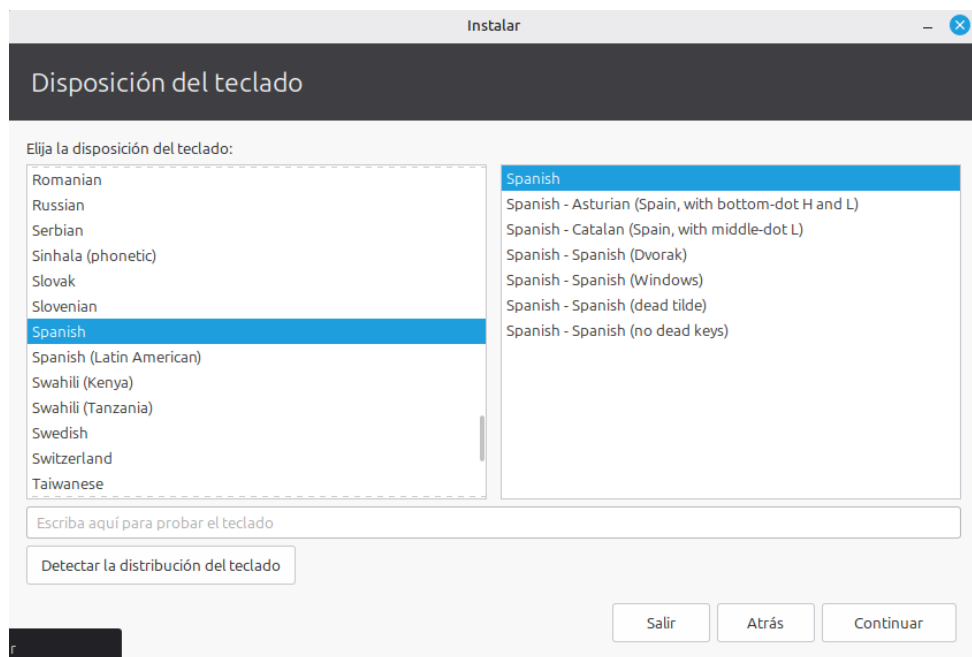 Instalar
Disposición del teclado
Elija la disposición del teclado:
Romanian
Russian
Serbian
Sinhala (phonetic)
Slovak
Slovenian
Spanish
Spanish (Latin American)
Swahili (Kenya)
Swahili (Tanzania)
Swedish
Switzerland
Taiwanese
Spanish
Spanish - Asturian (Spain, with bottom-dot H and L)
Spanish - Catalan (Spain, with middle-dot L)
Spanish - Spanish (Dvorak)
Spanish - Spanish (Windows)
Spanish - Spanish (dead tilde)
Spanish - Spanish (no dead keys)
Escriba aquí para probar el teclado
Detectar la distribución del teclado
Salir Atrás Continuar
r